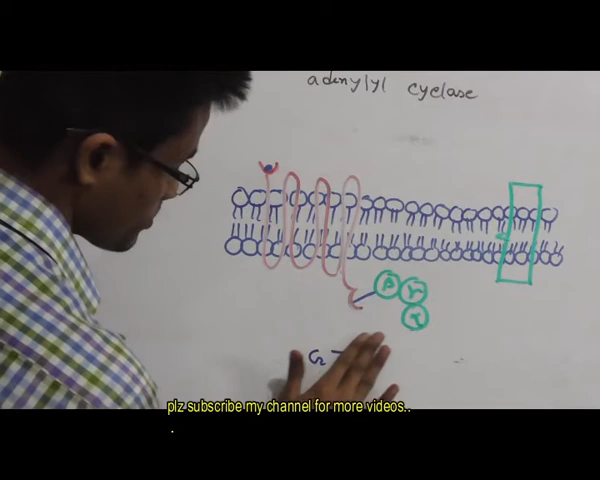 adenylyl cyclase
β γ
α
G -
plz subscribe my channel for more videos..
.